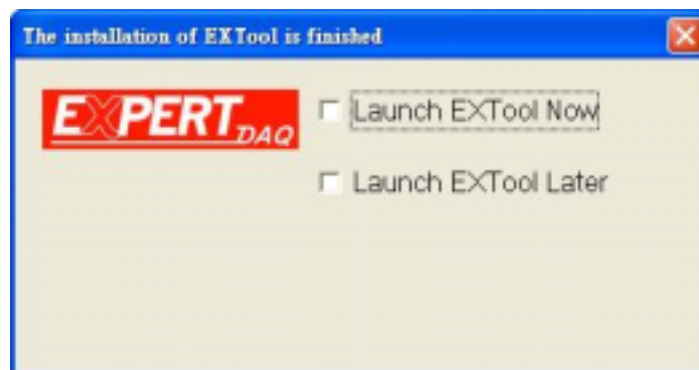 The installation of EXTool is finished
EXPERT DAQ
Launch EXTool Now
Launch EXTool Later